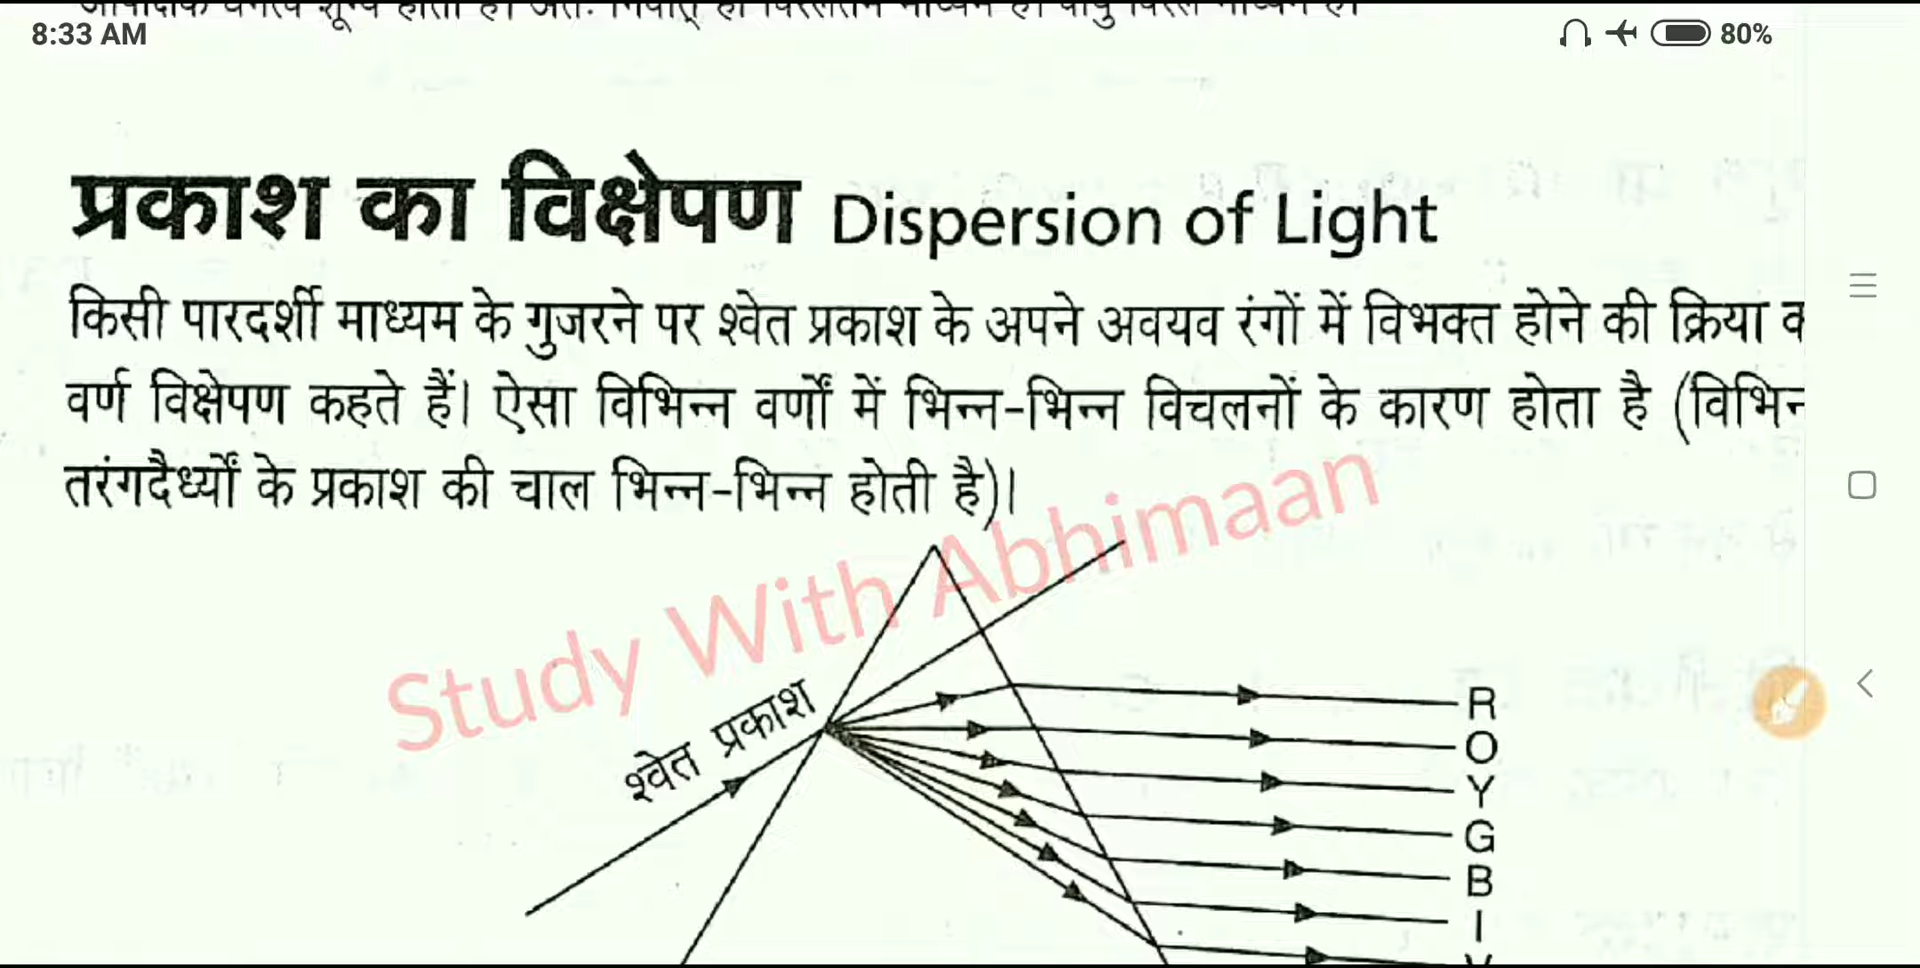 8:33 AM
80%
प्रकाश का विक्षेपण Dispersion of Light
किसी पारदर्शी माध्यम के गुजरने पर श्वेत प्रकाश के अपने अवयव रंगों में विभक्त होने की क्रिया
वर्ण विक्षेपण कहते हैं। ऐसा विभिन्न वर्णों में भिन्न-भिन्न विचलनों के कारण होता है
तरंगदैर्ध्यों के प्रकाश की चाल भिन्न-भिन्न होती है)।
Study With Abhimaan
श्वेत प्रकाश
R
O
Y
G
B
I